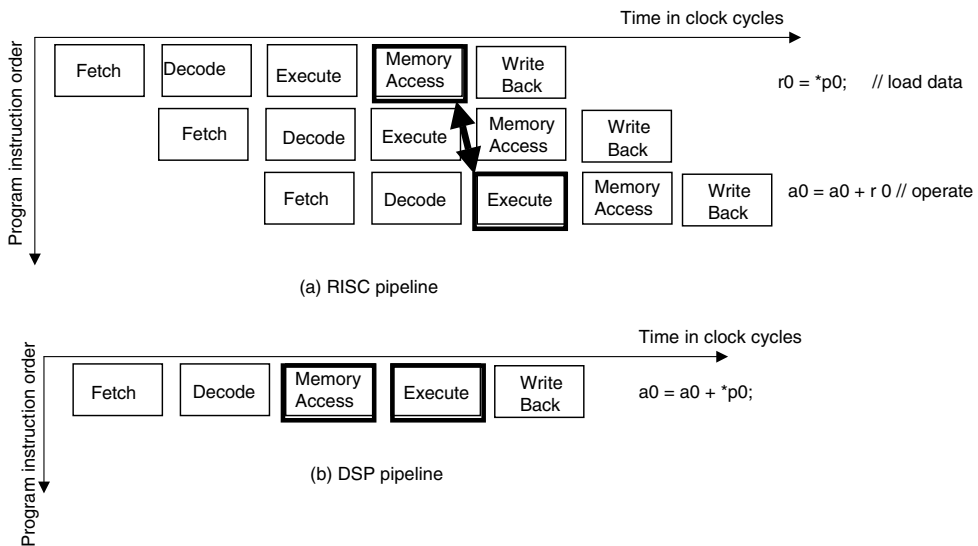 Time in clock cycles
Program instruction order
Fetch
Decode
Execute
Memory
Access
Write
Back
r0 = *p0; // load data
Fetch
Decode
Execute
Memory
Access
Write
Back
Fetch
Decode
Execute
Memory
Access
Write
Back
a0 = a0 + r 0 // operate
(a) RISC pipeline
Time in clock cycles
Program instruction order
Fetch
Decode
Memory
Access
Execute
Write
Back
a0 = a0 + *p0;
(b) DSP pipeline